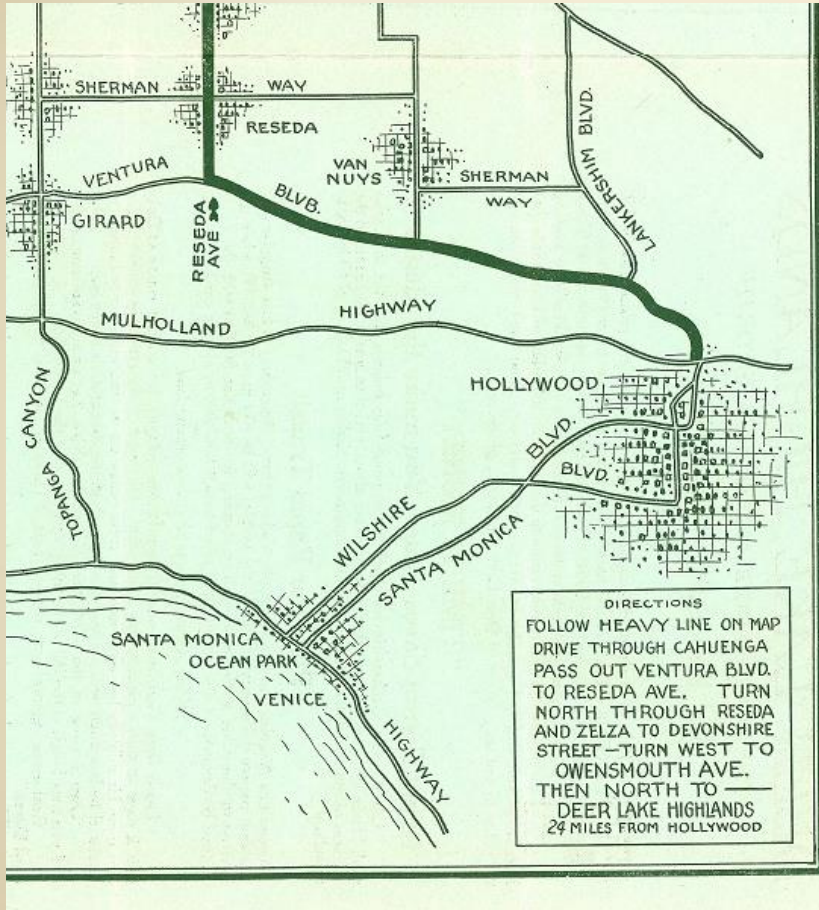 SHERMAN WAY
RESEDA
LANKERSHIM BLVD.
VAN
NUYS
SHERMAN
WAY
VENTURA BLVB.
GIRARD
RESEDA
AVE
MULHOLLAND HIGHWAY
HOLLYWOOD
TOPANGA CANYON
WILSHIRE BLVD.
SANTA MONICA BLVD.
SANTA MONICA
OCEAN PARK
VENICE
HIGHWAY
DIRECTIONS
FOLLOW HEAVY LINE ON MAP
DRIVE THROUGH CAHUENGA
PASS OUT VENTURA BLVD.
TO RESEDA AVE. TURN
NORTH THROUGH RESEDA
AND ZELZA TO DEVONSHIRE
STREET—TURN WEST TO
OWENSMOUTH AVE.
THEN NORTH TO —
DEER LAKE HIGHLANDS
24 MILES FROM HOLLYWOOD